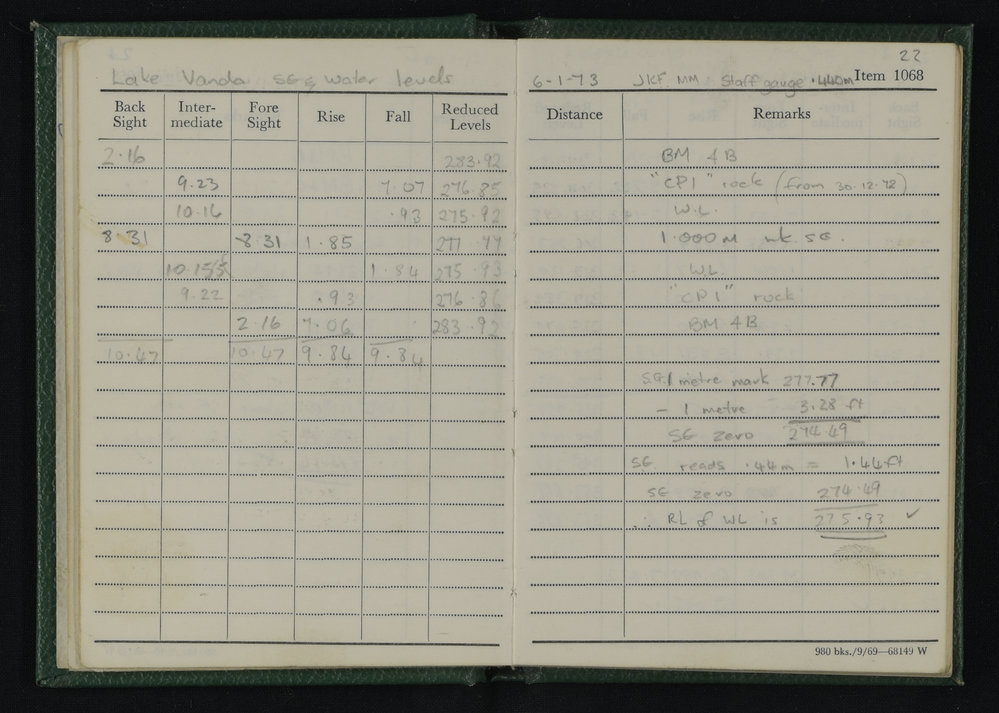 22
Lake Vanda SG & water levels
6-1-73 JKF MM Staff gauge .440m Item 1068
Back Sight Inter-mediate Fore Sight Rise Fall Reduced Levels Distance Remarks
2.16 283.92 BM 4B
9.23 7.07 276.85 "CP1" rock (from 30.12.72)
10.16 .93 275.92 W.L.
8.31 8.31 1.85 277.77 1.000m mk SG.
10.15 1.84 275.93 W.L.
9.22 .93 276.86 "CP1" rock
2.16 7.06 283.92 BM 4B
10.47 10.47 9.84 9.84
SG 1 metre mark 277.77
- 1 metre 3.28 ft
SG zero 274.49
SG reads .44m = 1.44ft
SG zero 274.49
∴ RL of WL is 275.93 ✓
980 bks./9/69—68149 W